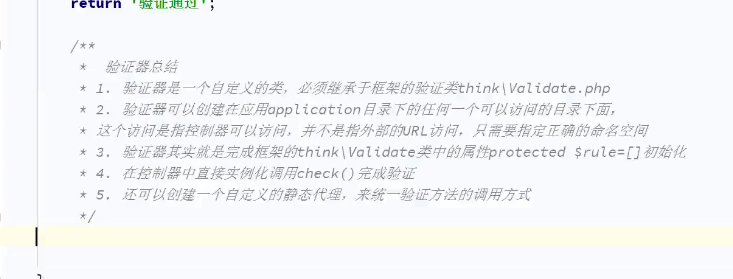 return '验证通过';
/**
 *  验证器总结
 * 1. 验证器是一个自定义的类，必须继承于框架的验证类think\Validate.php
 * 2. 验证器可以创建在应用application目录下的任何一个可以访问的目录下面，
 * 这个访问是指控制器可以访问，并不是指外部的URL访问，只需要指定正确的命名空间
 * 3. 验证器其实就是完成框架的think\Validate类中的属性protected $rule=[]初始化
 * 4. 在控制器中直接实例化调用check()完成验证
 * 5. 还可以创建一个自定义的静态代理，来统一验证方法的调用方式
 */
}